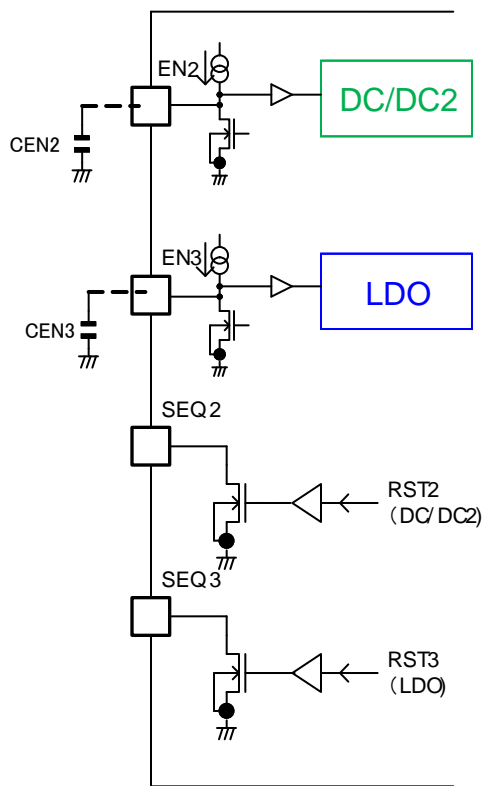 EN2
DC/DC2
CEN2
EN3
LDO
CEN3
SEQ2
RST2
(DC/DC2)
SEQ3
RST3
(LDO)